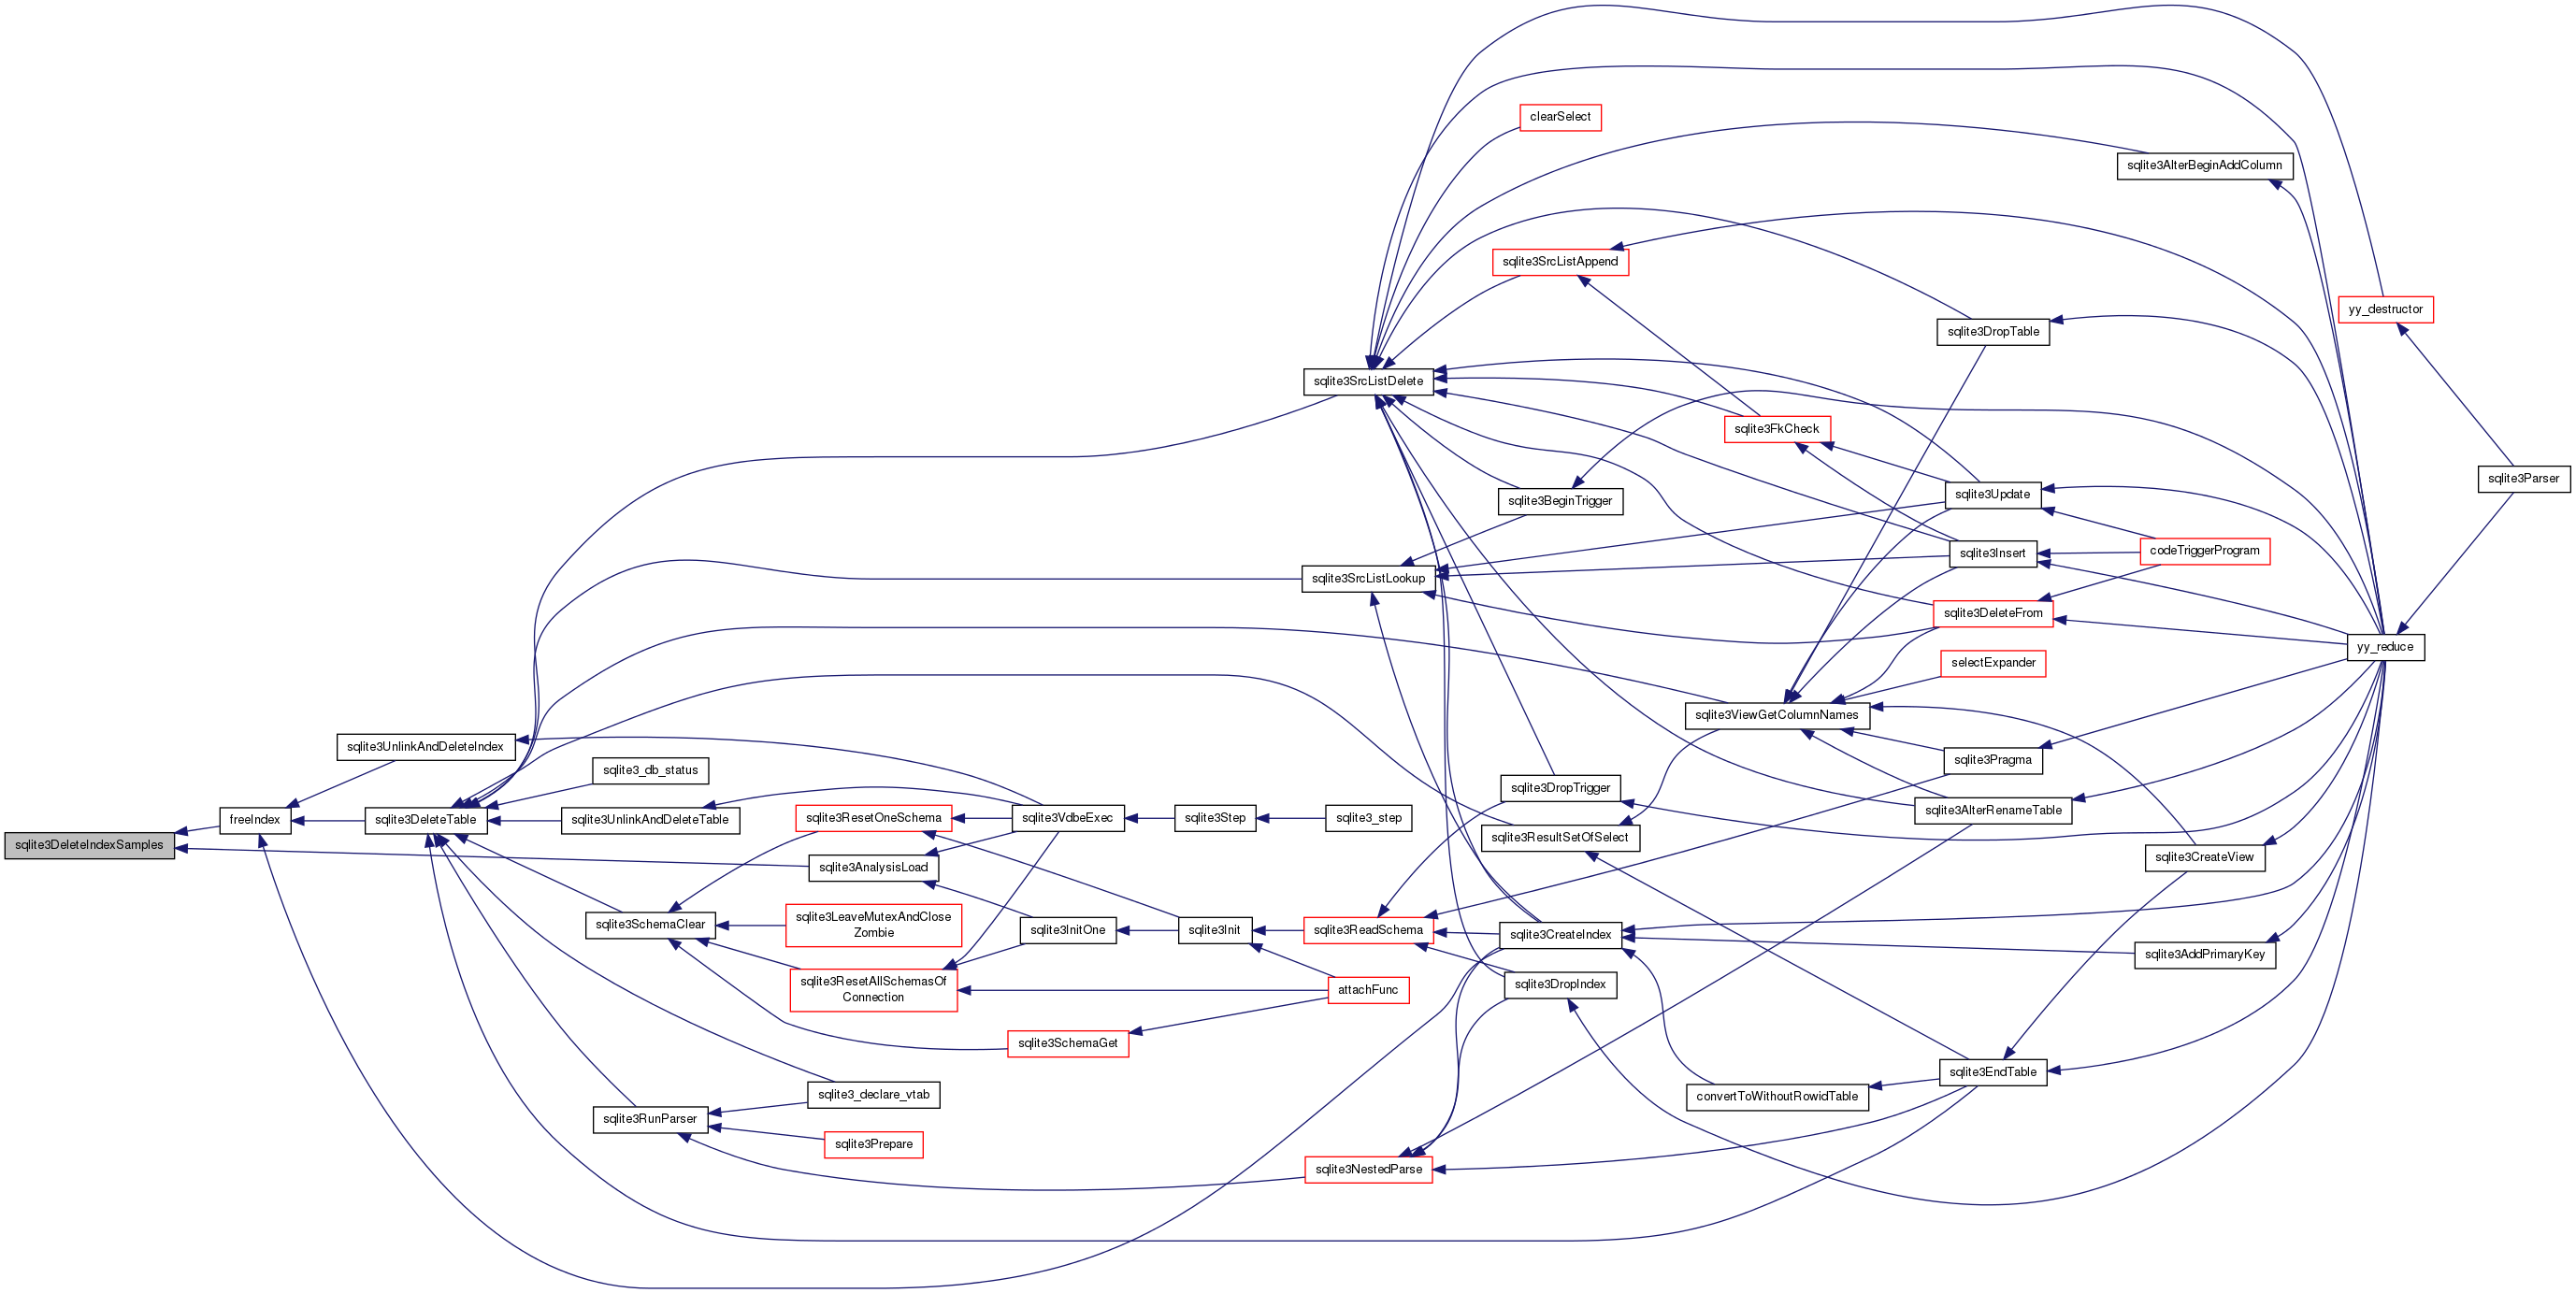 sqlite3DeleteIndexSamples
freeIndex
sqlite3UnlinkAndDeleteIndex
sqlite3DeleteTable
sqlite3_db_status
sqlite3UnlinkAndDeleteTable
sqlite3SchemaClear
sqlite3RunParser
sqlite3ResetOneSchema
sqlite3AnalysisLoad
sqlite3LeaveMutexAndClose
Zombie
sqlite3ResetAllSchemasOf
Connection
sqlite3SchemaGet
sqlite3_declare_vtab
sqlite3Prepare
sqlite3VdbeExec
sqlite3InitOne
sqlite3Step
sqlite3Init
sqlite3_step
sqlite3SrcListDelete
sqlite3SrcListLookup
sqlite3ReadSchema
attachFunc
sqlite3NestedParse
clearSelect
sqlite3SrcListAppend
sqlite3BeginTrigger
sqlite3DropTrigger
sqlite3ResultSetOfSelect
sqlite3CreateIndex
sqlite3DropIndex
sqlite3FkCheck
sqlite3ViewGetColumnNames
convertToWithoutRowidTable
sqlite3DropTable
sqlite3Update
sqlite3Insert
sqlite3DeleteFrom
selectExpander
sqlite3Pragma
sqlite3AlterRenameTable
sqlite3EndTable
sqlite3AlterBeginAddColumn
codeTriggerProgram
sqlite3CreateView
sqlite3AddPrimaryKey
yy_destructor
yy_reduce
sqlite3Parser